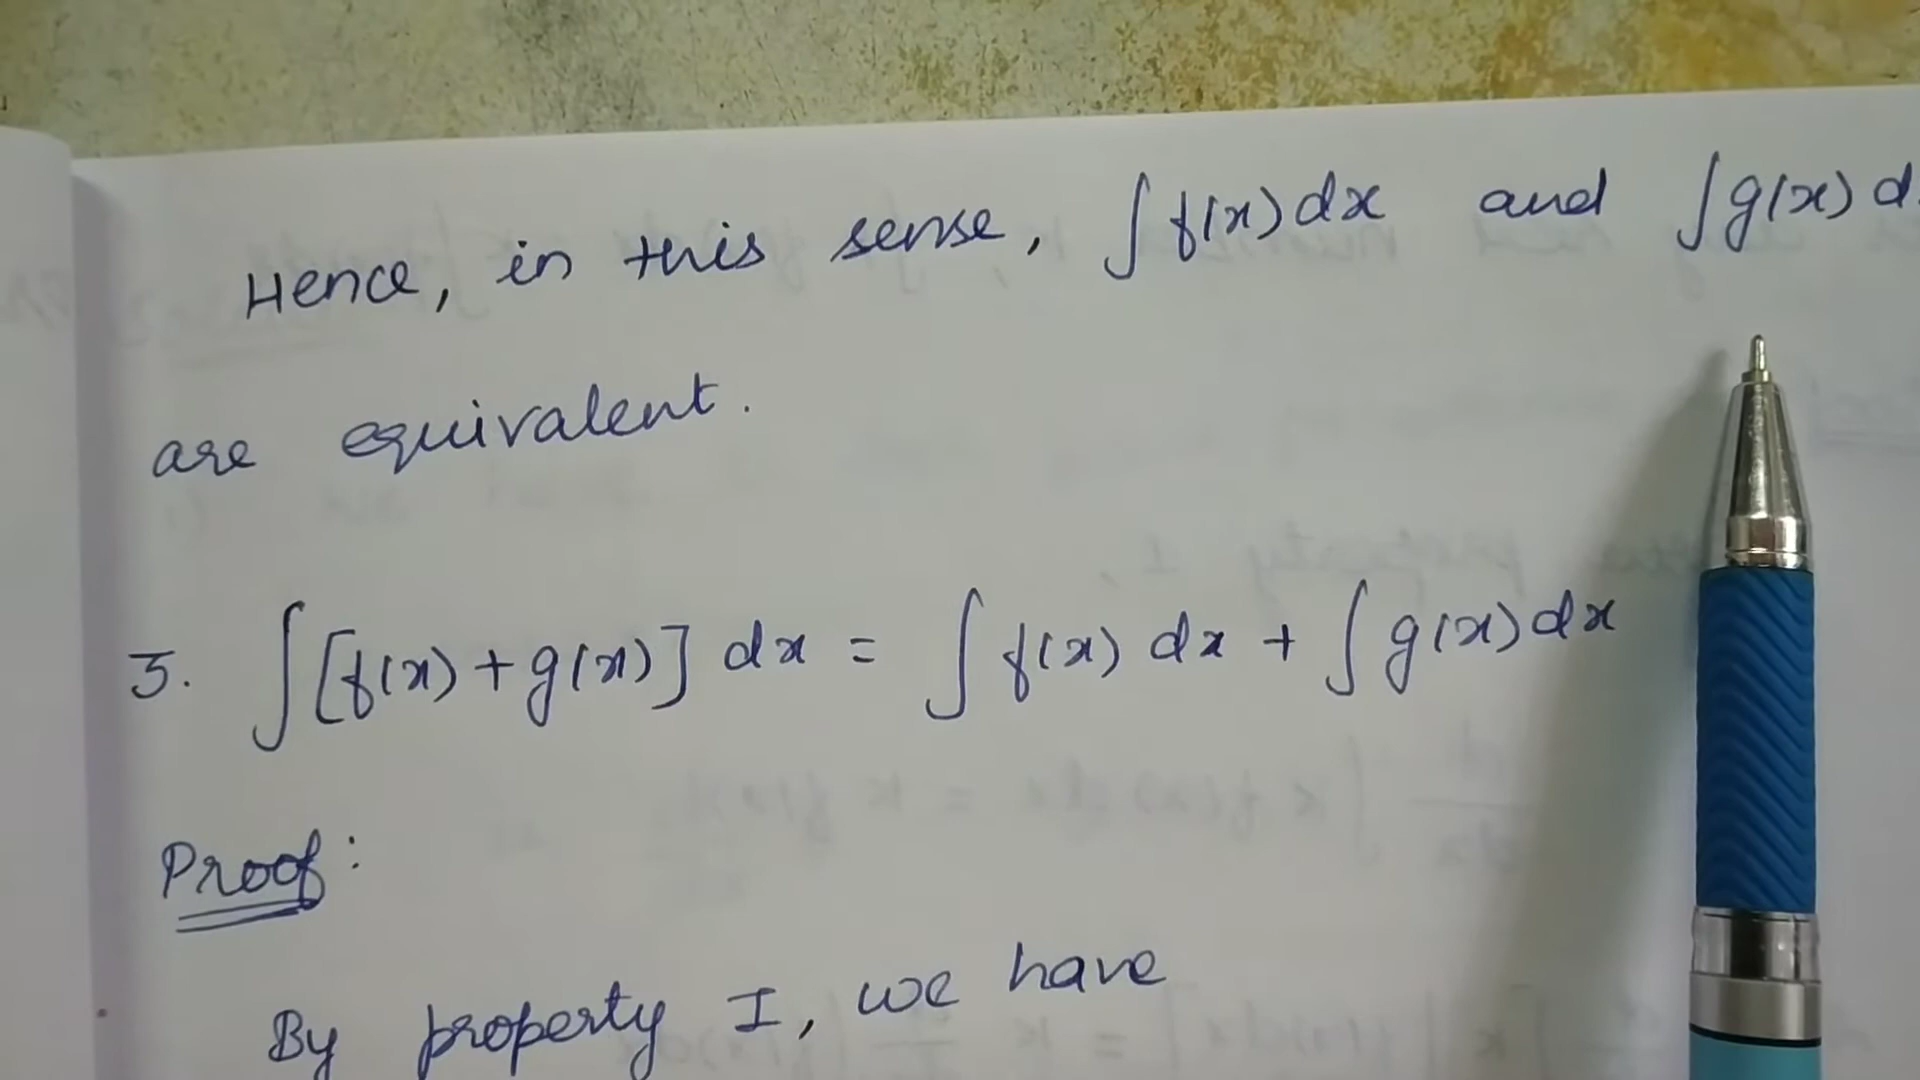 Hence, in this sense, ∫f(x)dx and ∫g(x)d
are equivalent.
3. ∫[f(x)+g(x)] dx = ∫f(x) dx + ∫g(x)dx
Proof:
By property I, we have